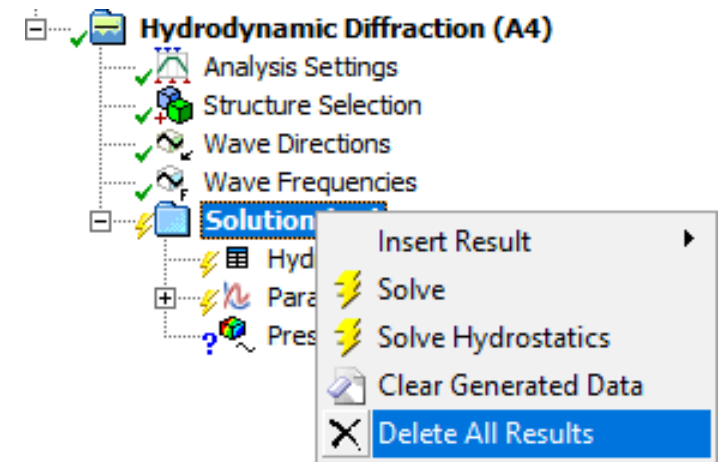 Hydrodynamic Diffraction (A4)
Analysis Settings
Structure Selection
Wave Directions
Wave Frequencies
Solution
Insert Result
Hyd
Solve
Para
Solve Hydrostatics
Pres
Clear Generated Data
Delete All Results